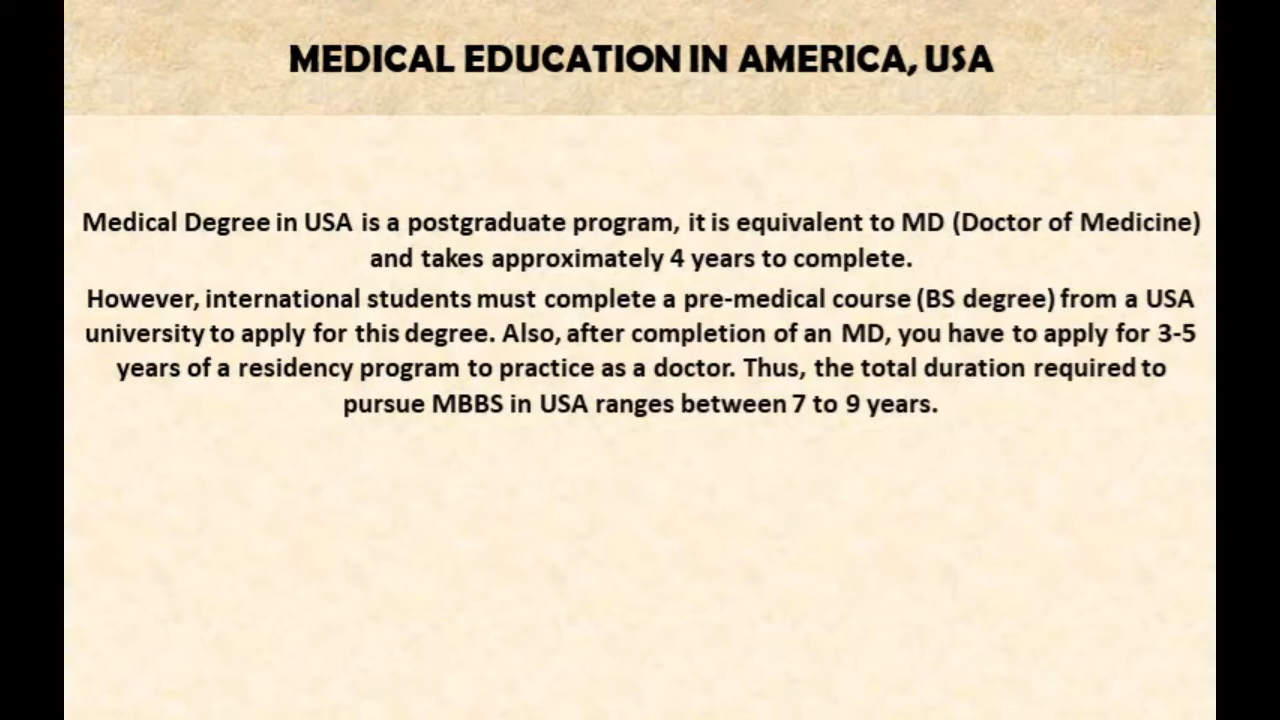 MEDICAL EDUCATION IN AMERICA, USA
Medical Degree in USA is a postgraduate program, it is equivalent to MD (Doctor of Medicine)
and takes approximately 4 years to complete.
However, international students must complete a pre-medical course (BS degree) from a USA
university to apply for this degree. Also, after completion of an MD, you have to apply for 3-5
years of a residency program to practice as a doctor. Thus, the total duration required to
pursue MBBS in USA ranges between 7 to 9 years.